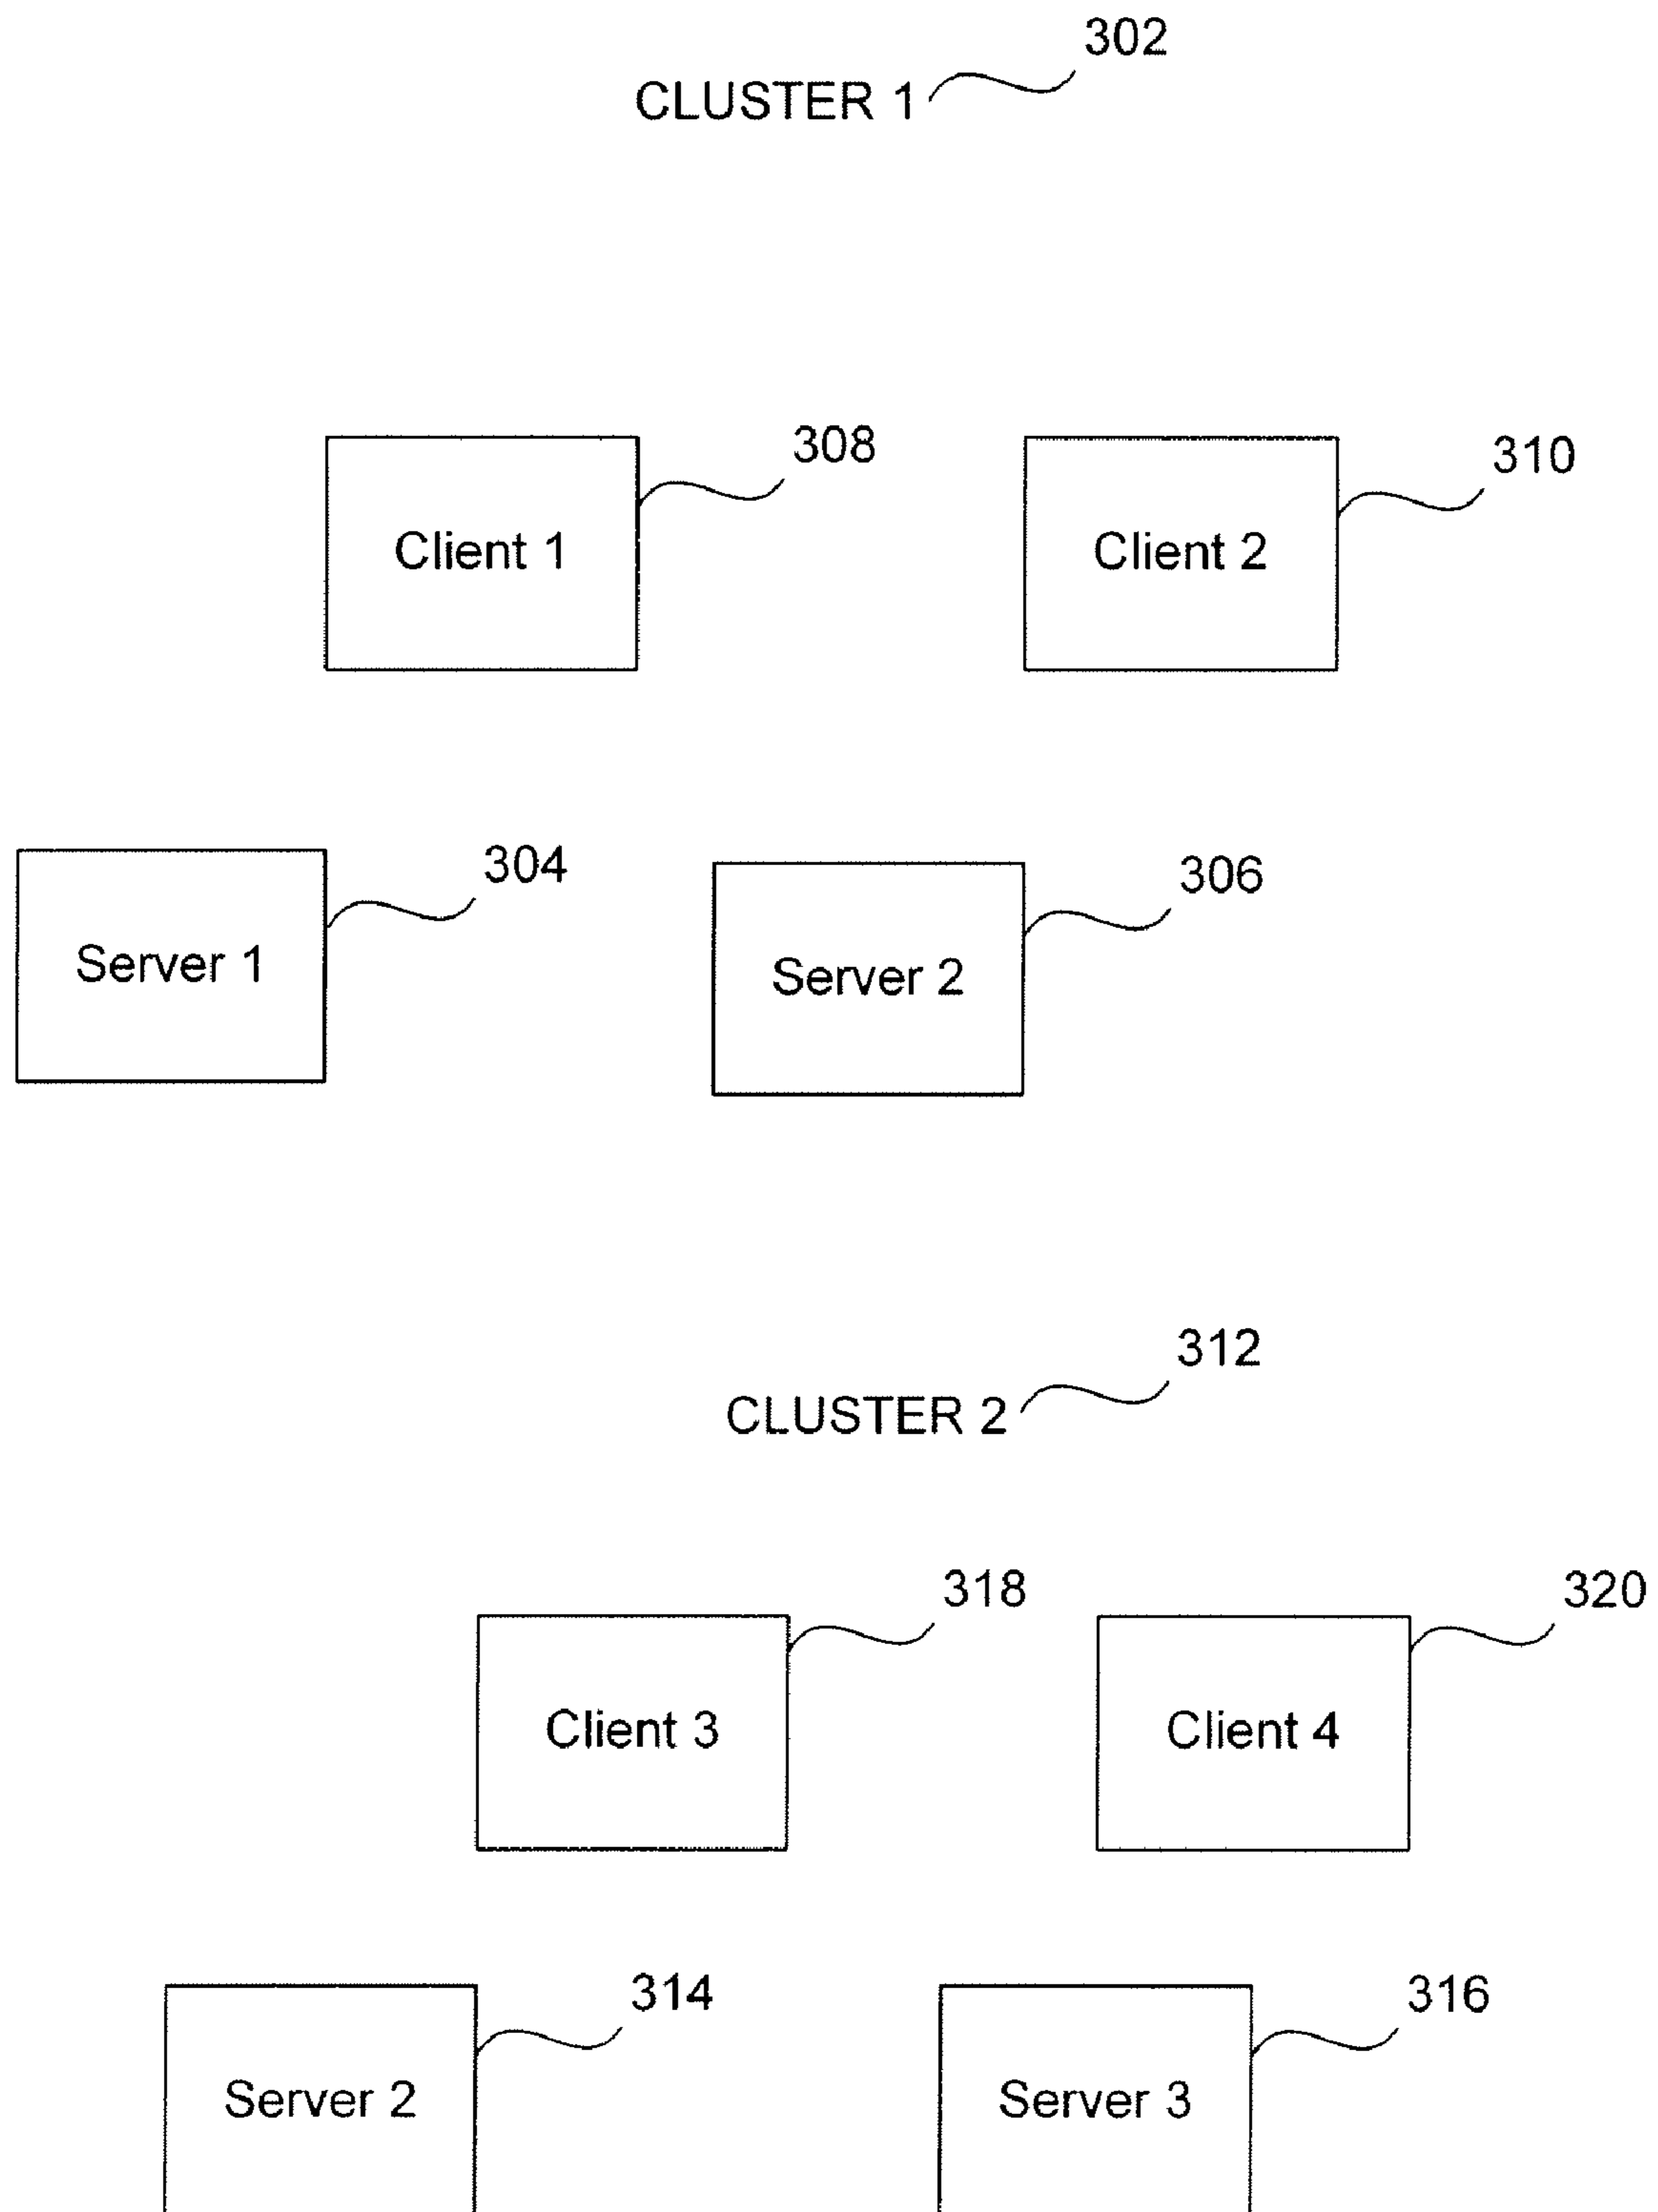 302
CLUSTER 1
308
310
Client 1
Client 2
304
306
Server 1
Server 2
312
CLUSTER 2
318
320
Client 3
Client 4
314
316
Server 2
Server 3